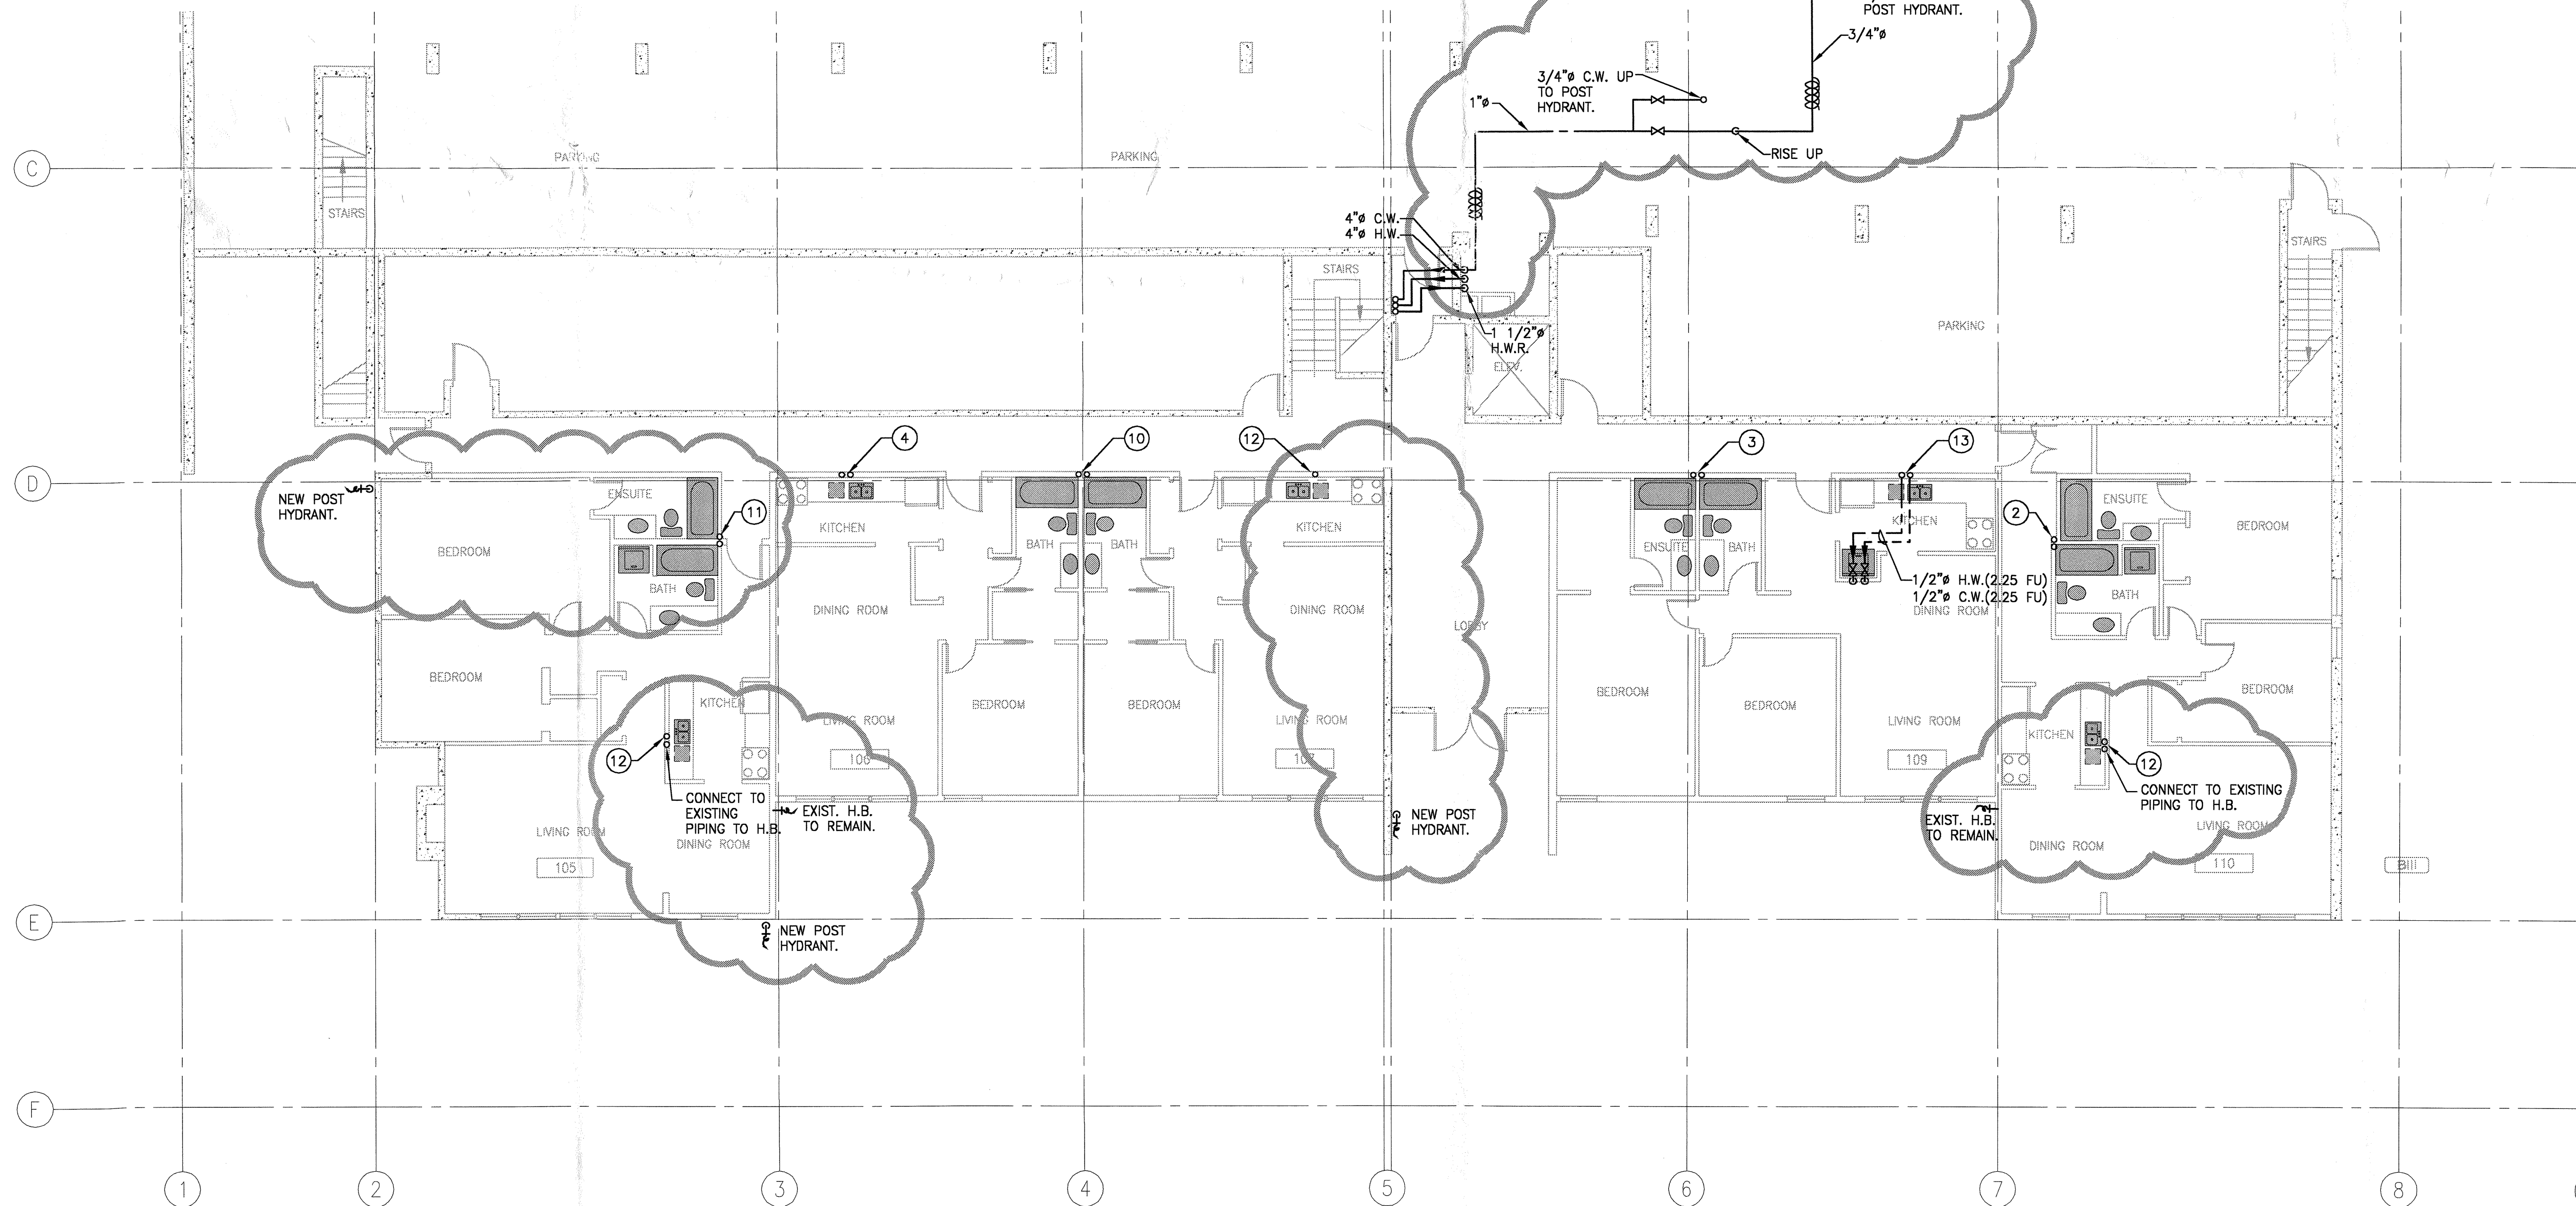 POST HYDRANT.
3/4"ø
3/4"ø C.W. UP
TO POST
HYDRANT.
1"ø
RISE UP
C
PARKING
PARKING
STAIRS
4"ø C.W.
4"ø H.W.
STAIRS
STAIRS
PARKING
1 1/2"ø
H.W.R.
ELEV.
4
10
12
3
13
D
NEW POST
HYDRANT.
ENSUITE
11
BEDROOM
BATH
KITCHEN
BATH
BATH
KITCHEN
ENSUITE
BATH
KITCHEN
2
ENSUITE
BEDROOM
BATH
1/2"ø H.W.(2.25 FU)
1/2"ø C.W.(2.25 FU)
DINING ROOM
DINING ROOM
DINING ROOM
LOBBY
BEDROOM
KITCHEN
BEDROOM
BEDROOM
BEDROOM
BEDROOM
BEDROOM
LIVING ROOM
LIVING ROOM
LIVING ROOM
KITCHEN
12
106
107
109
12
CONNECT TO
EXISTING
PIPING TO H.B.
EXIST. H.B.
TO REMAIN.
NEW POST
HYDRANT.
EXIST. H.B.
TO REMAIN.
CONNECT TO EXISTING
PIPING TO H.B.
LIVING ROOM
DINING ROOM
LIVING ROOM
DINING ROOM
105
110
BIII
E
NEW POST
HYDRANT.
F
1
2
3
4
5
6
7
8